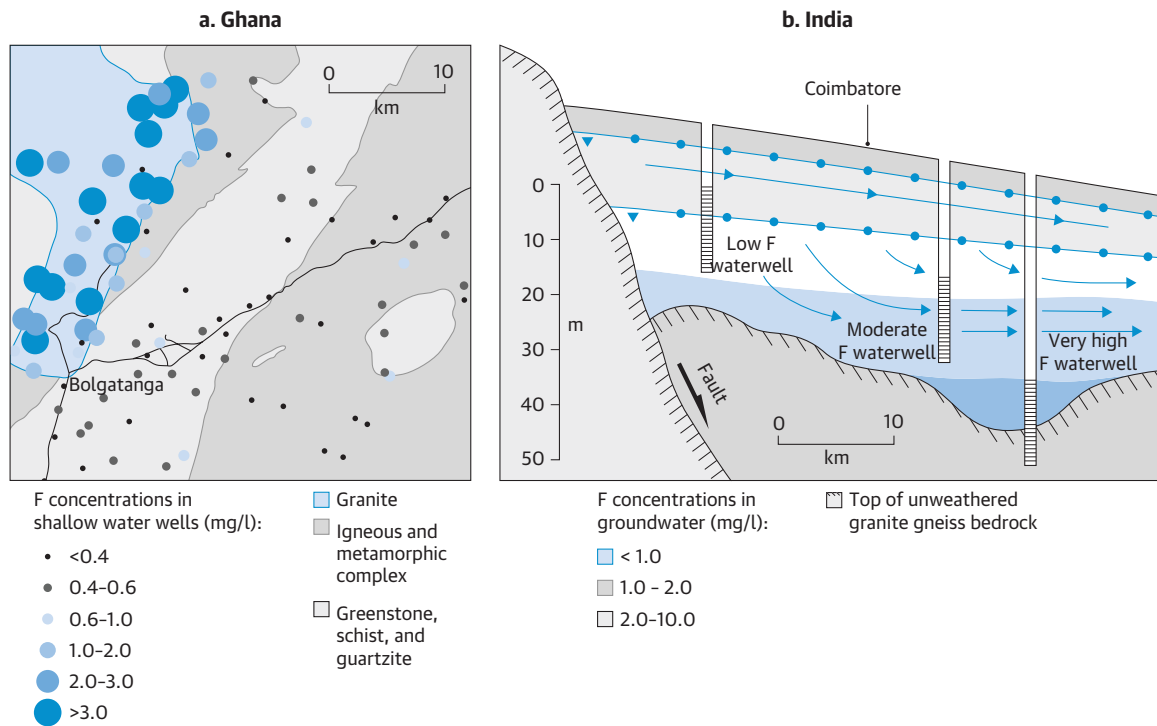 a. Ghana
0
10
km
Bolgatanga
F concentrations in
shallow water wells (mg/l):
<0.4
0.4–0.6
0.6–1.0
1.0–2.0
2.0–3.0
>3.0
Granite
Igneous and
metamorphic
complex
Greenstone,
schist, and
guartzite
b. India
Coimbatore
0
10
20
30
40
50
m
Low F
waterwell
Moderate
F waterwell
Very high
F waterwell
Fault
0
10
km
F concentrations in
groundwater (mg/l):
< 1.0
1.0 – 2.0
2.0–10.0
Top of unweathered
granite gneiss bedrock